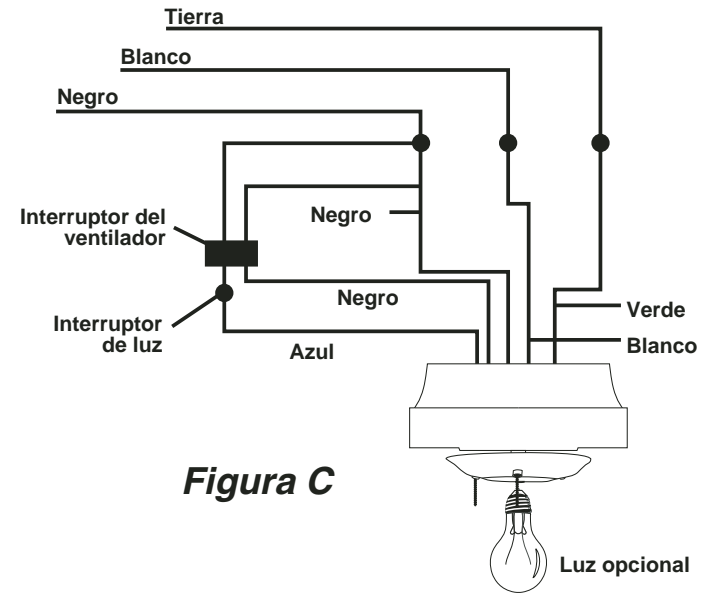 Tierra
Blanco
Negro
Interruptor del
ventilador
Negro
Negro
Interruptor
de luz
Azul
Verde
Blanco
Figura C
Luz opcional